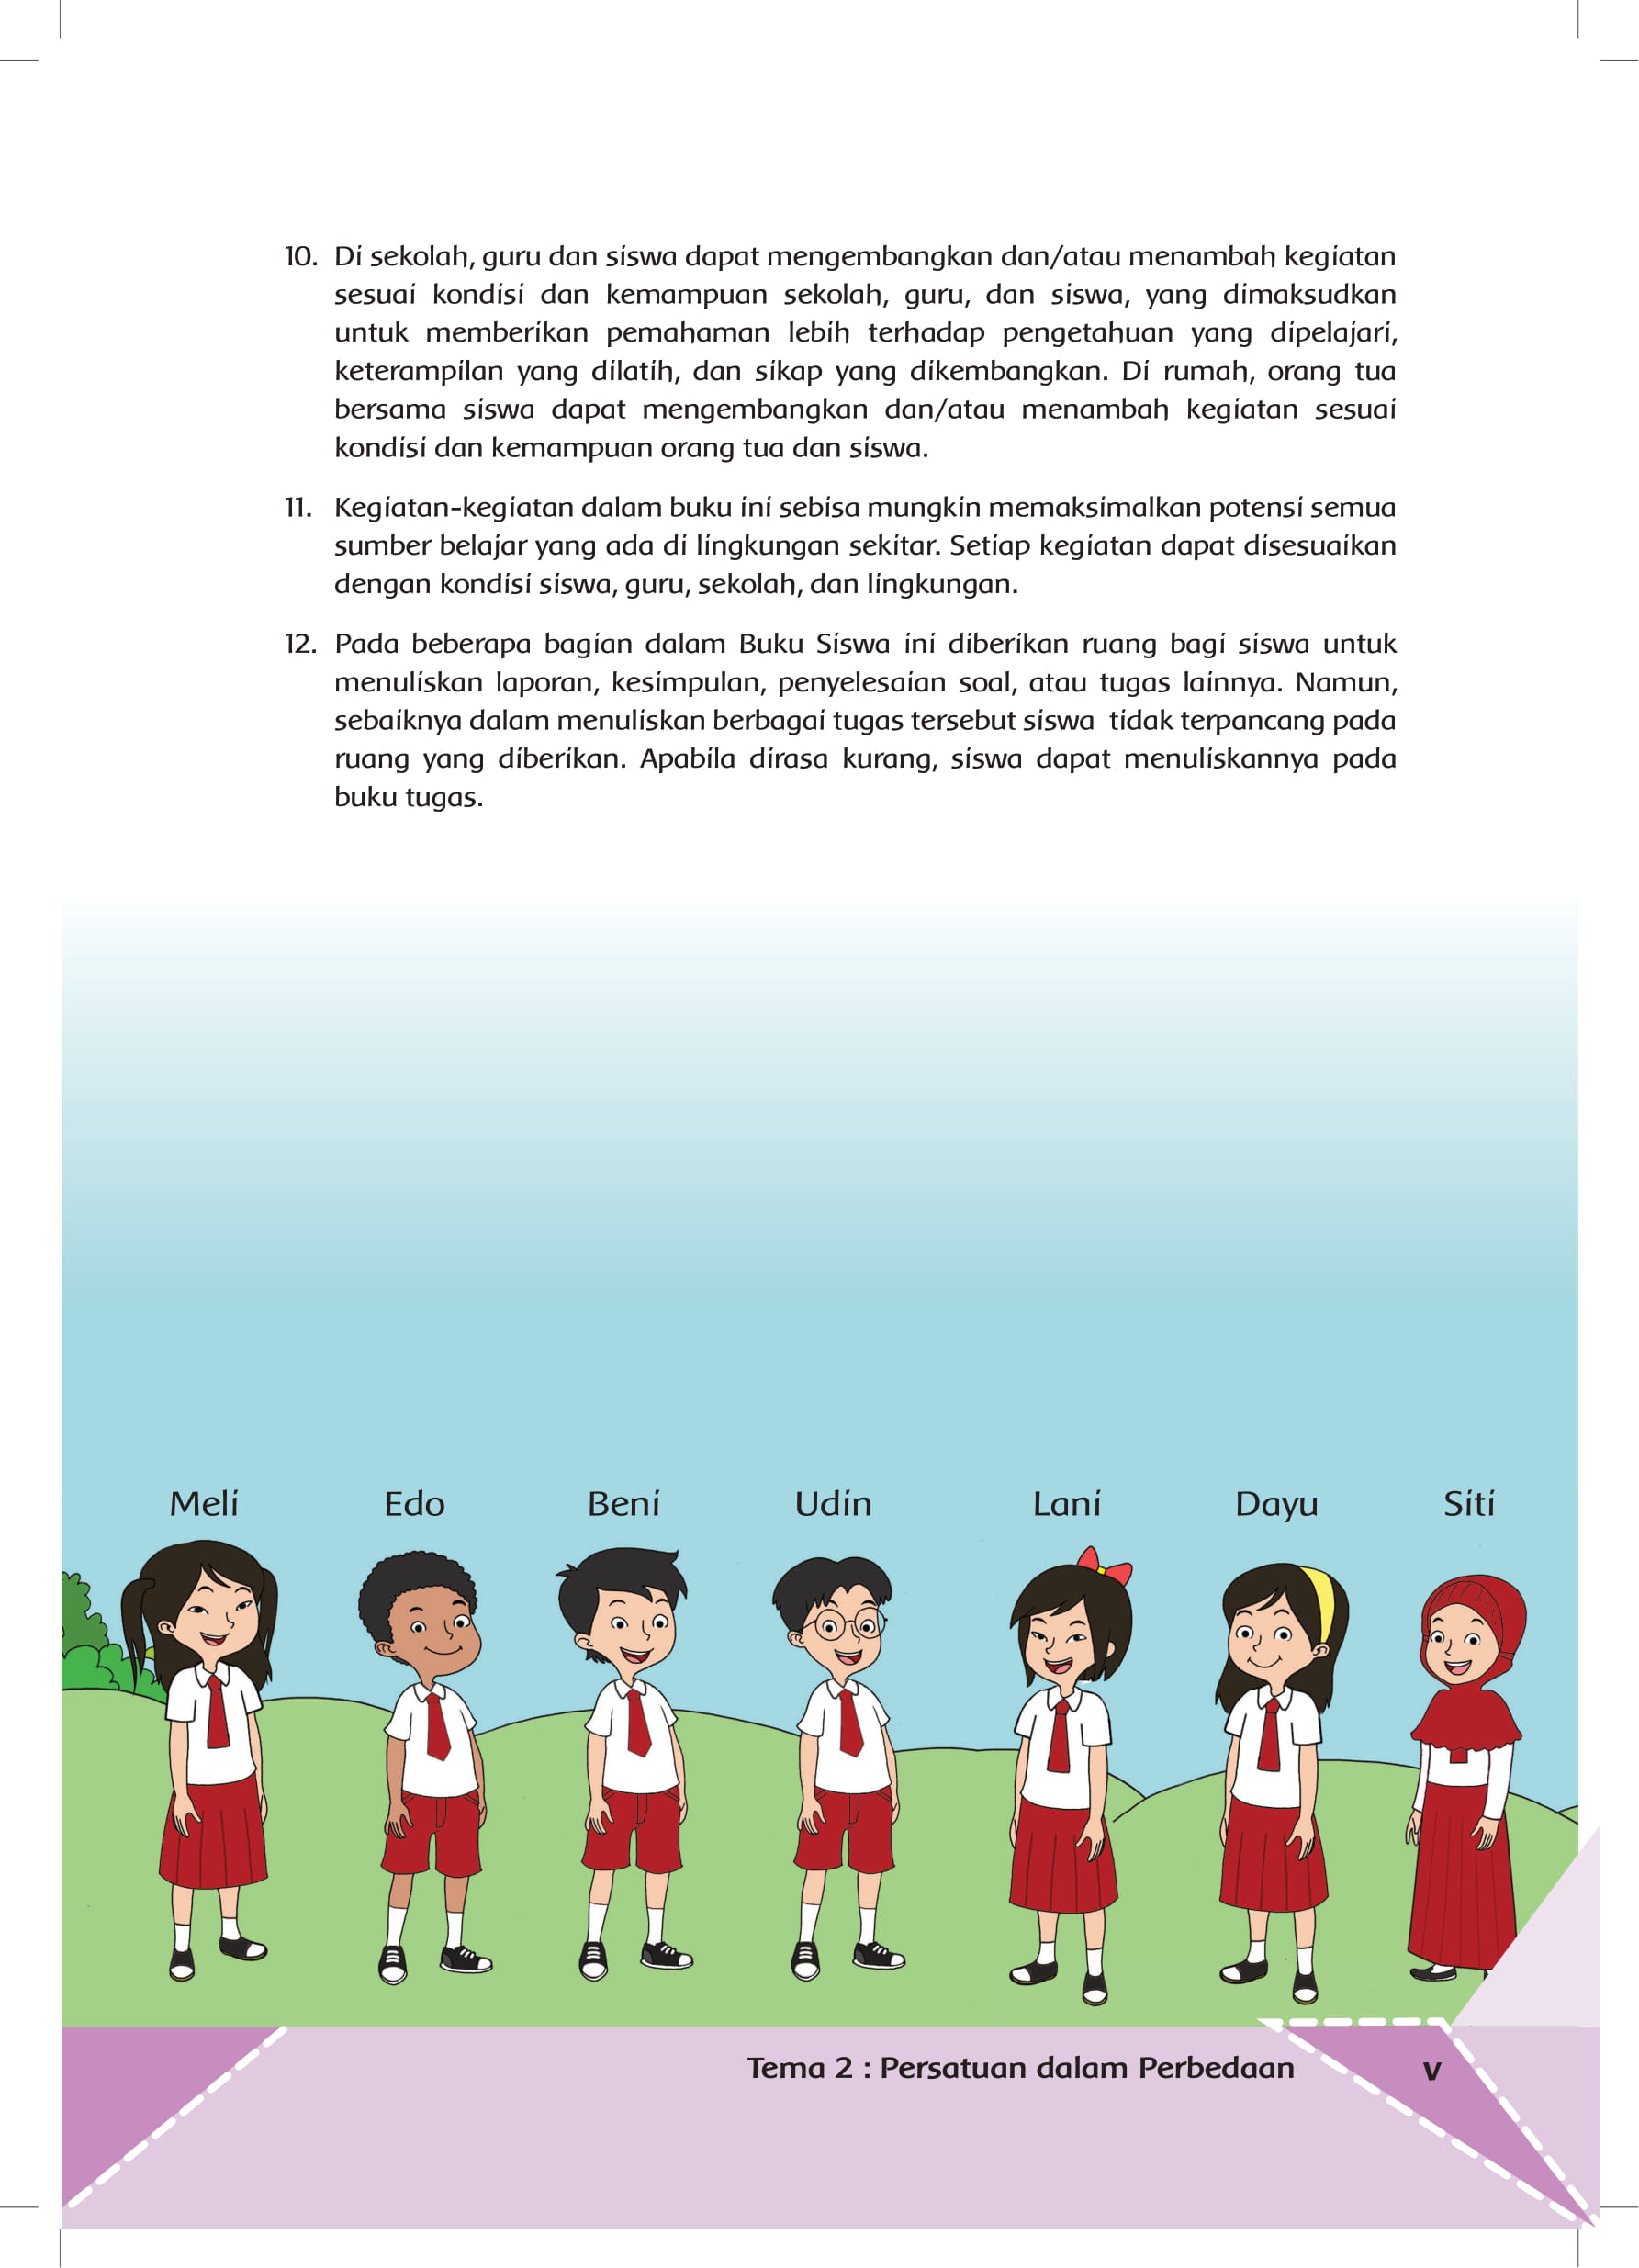 10. Di sekolah, guru dan siswa dapat mengembangkan dan/atau menambah kegiatan
sesuai kondisi dan kemampuan sekolah, guru, dan siswa, yang dimaksudkan
untuk memberikan pemahaman lebih terhadap pengetahuan yang dipelajari,
keterampilan yang dilatih, dan sikap yang dikembangkan. Di rumah, orang tua
bersama siswa dapat mengembangkan dan/atau menambah kegiatan sesuai
kondisi dan kemampuan orang tua dan siswa.
11. Kegiatan-kegiatan dalam buku ini sebisa mungkin memaksimalkan potensi semua
sumber belajar yang ada di lingkungan sekitar. Setiap kegiatan dapat disesuaikan
dengan kondisi siswa, guru, sekolah, dan lingkungan.
12. Pada beberapa bagian dalam Buku Siswa ini diberikan ruang bagi siswa untuk
menuliskan laporan, kesimpulan, penyelesaian soal, atau tugas lainnya. Namun,
sebaiknya dalam menuliskan berbagai tugas tersebut siswa tidak terpancang pada
ruang yang diberikan. Apabila dirasa kurang, siswa dapat menuliskannya pada
buku tugas.
Meli Edo Beni Udin Lani Dayu Siti
Tema 2 : Persatuan dalam Perbedaan v